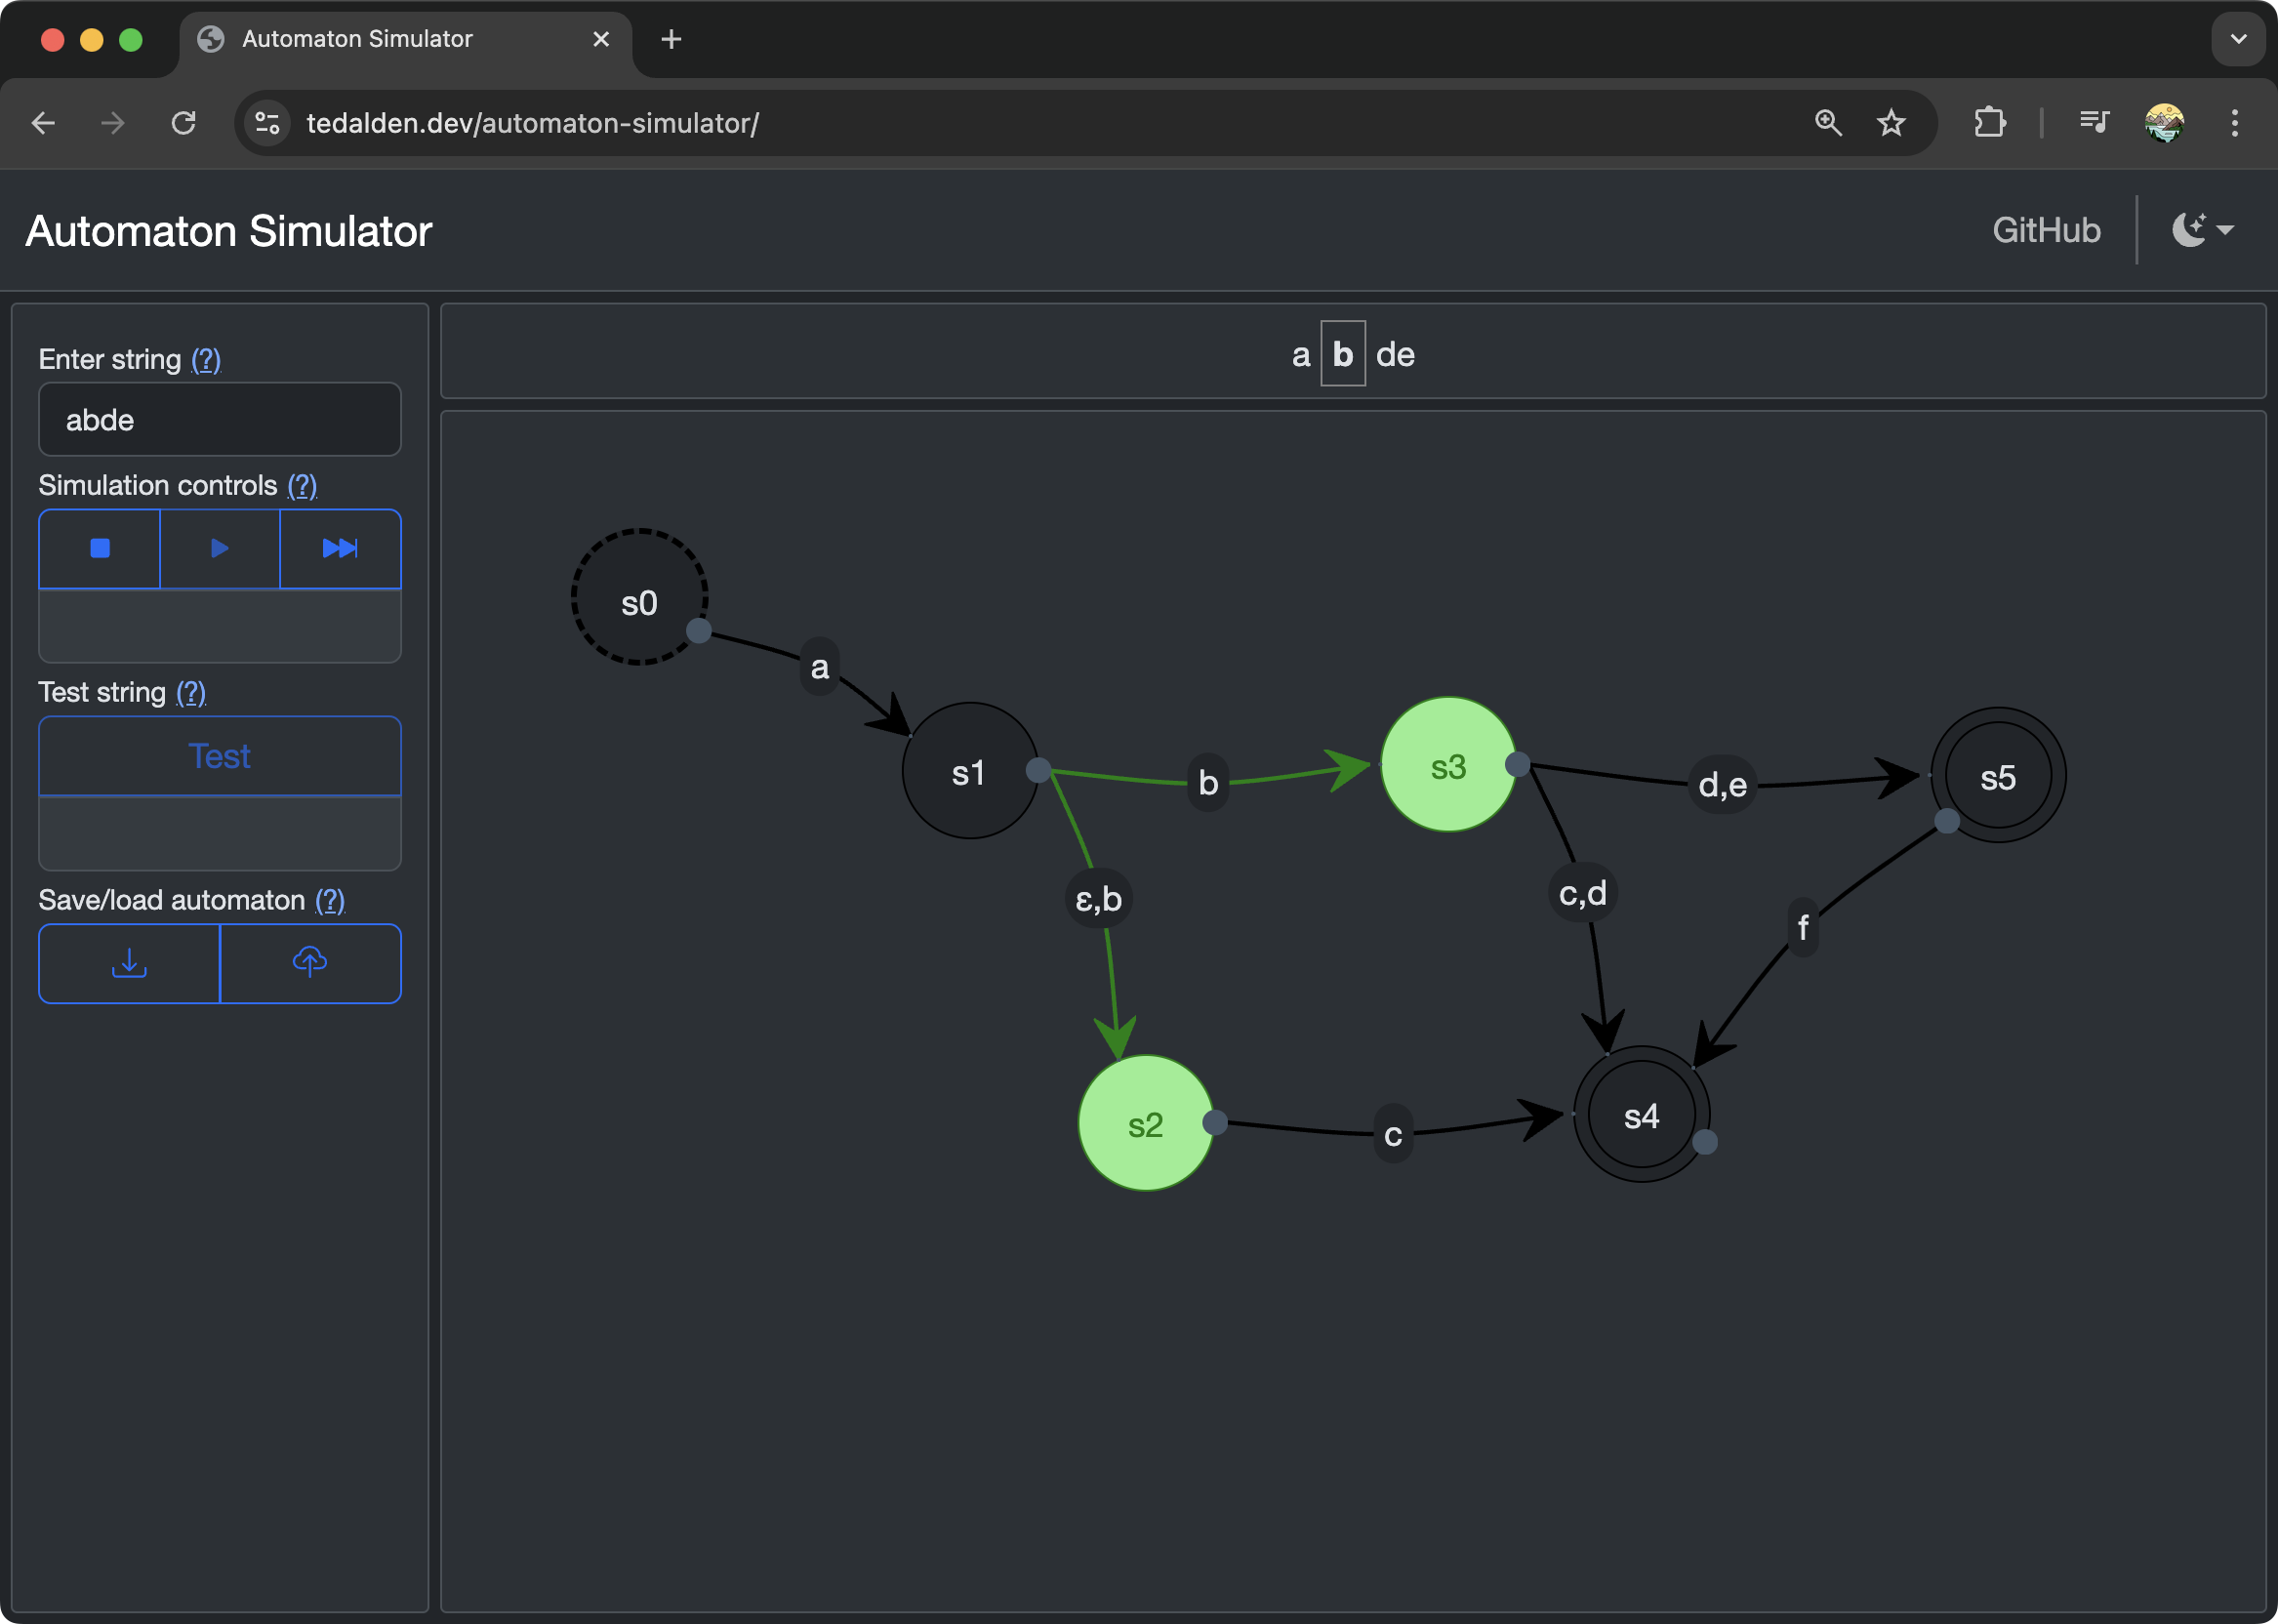 Automaton Simulator
tedalden.dev/automaton-simulator/
Automaton Simulator
GitHub
Enter string (?)
abde
Simulation controls (?)
Test string (?)
Test
Save/load automaton (?)
a b de
s0
a
s1
b
s3
d,e
s5
ε,b
c,d
f
s2
c
s4